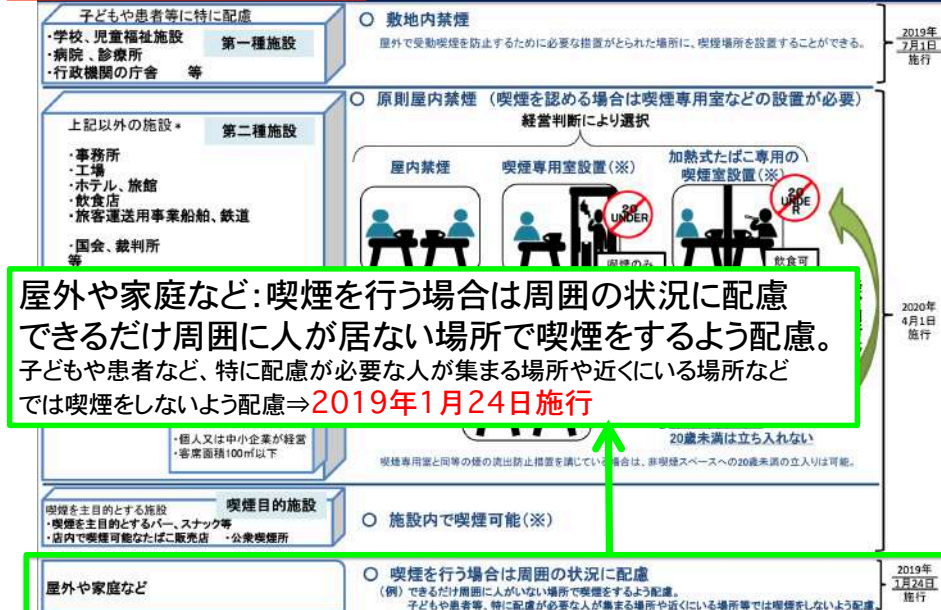 子どもや患者等に特に配慮
・学校、児童福祉施設
・病院、診療所
・行政機関の庁舎 等
第一種施設
○ 敷地内禁煙
屋外で受動喫煙を防止するために必要な措置がとられた場所に、喫煙場所を設置することができる。
2019年
7月1日
施行
上記以外の施設*
第二種施設
・事務所
・工場
・ホテル、旅館
・飲食店
・旅客運送用事業船舶、鉄道
・国会、裁判所
等
○ 原則屋内禁煙 (喫煙を認める場合は喫煙専用室などの設置が必要)
経営判断により選択
屋内禁煙
喫煙専用室設置(※)
加熱式たばこ専用の
喫煙室設置(※)
20
UNDER
20
UNDE
R
喫煙のみ
飲食可
2020年
4月1日
施行
屋外や家庭など:喫煙を行う場合は周囲の状況に配慮
できるだけ周囲に人が居ない場所で喫煙をするよう配慮。
子どもや患者など、特に配慮が必要な人が集まる場所や近くにいる場所など
では喫煙をしないよう配慮⇒2019年1月24日施行
・個人又は中小企業が経営
・客席面積100㎡以下
20歳未満は立ち入れない
喫煙専用室と同等の煙の流出防止措置を講じている場合は、非喫煙スペースへの20歳未満の立入りは可能。
喫煙を主目的とする施設
喫煙目的施設
・喫煙を主目的とするバー、スナック等
・店内で喫煙可能なたばこ販売店 ・公衆喫煙所
○ 施設内で喫煙可能(※)
屋外や家庭など
○ 喫煙を行う場合は周囲の状況に配慮
(例) できるだけ周囲に人がいない場所で喫煙をするよう配慮。
子どもや患者等、特に配慮が必要な人が集まる場所や近くにいる場所等では喫煙をしないよう配慮。
2019年
1月24日
施行